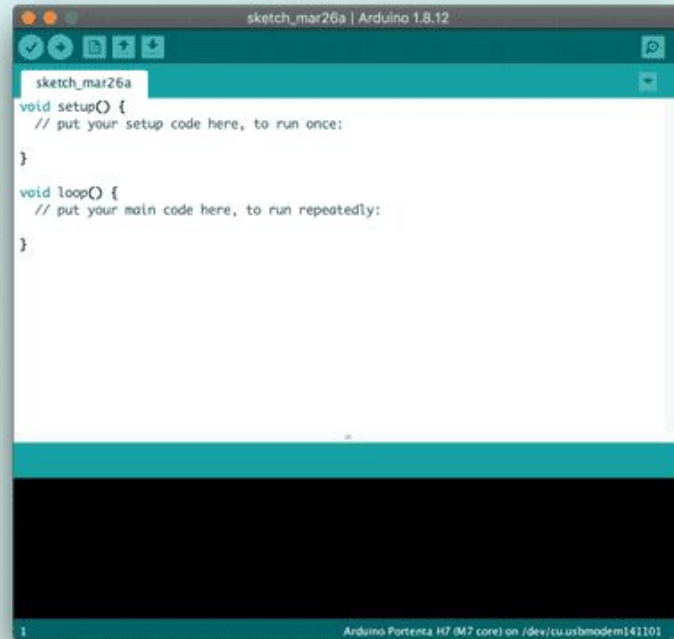 sketch_mar26a | Arduino 1.8.12
sketch_mar26a
void setup() {
// put your setup code here, to run once:
}
void loop() {
// put your main code here, to run repeatedly:
}
1
Arduino Portenta H7 (M7 core) on /dev/cu.usbmodem141101